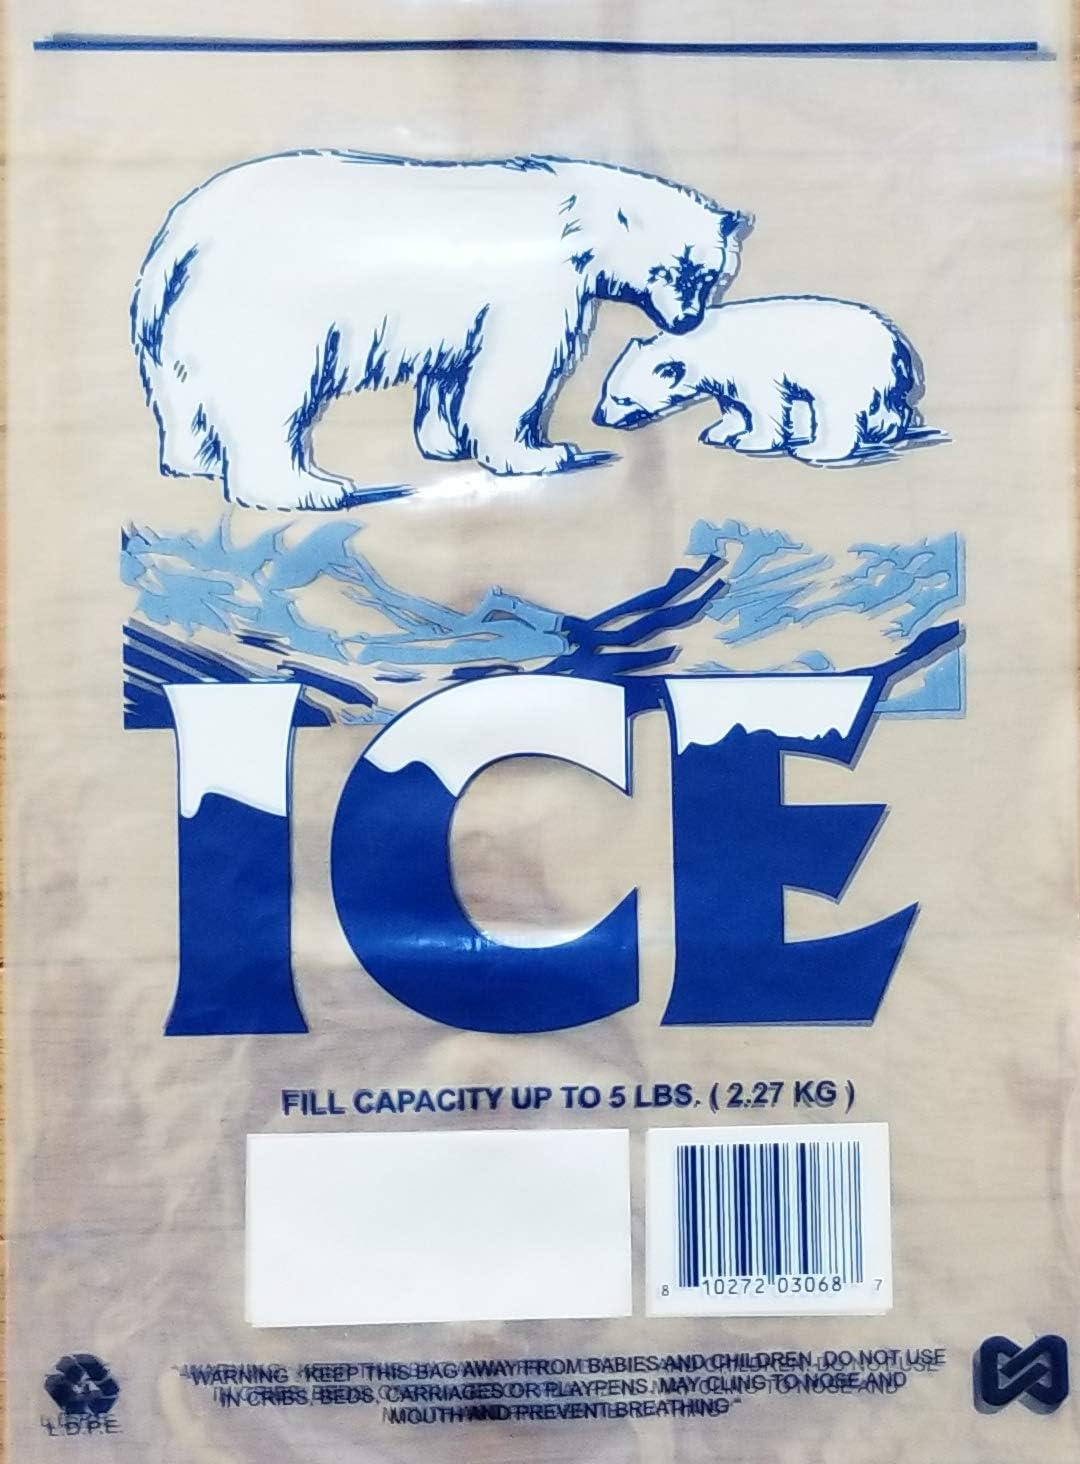 ICE
FILL CAPACITY UP TO 5 LBS. ( 2.27 KG )
8 10272 03068 7
"WARNING : KEEP THIS BAG AWAY FROM BABIES AND CHILDREN. DO NOT USE
IN CRIBS, BEDS, CARRIAGES OR PLAYPENS. MAY CLING TO NOSE AND
MOUTH AND PREVENT BREATHING"
4
L.D.P.E.